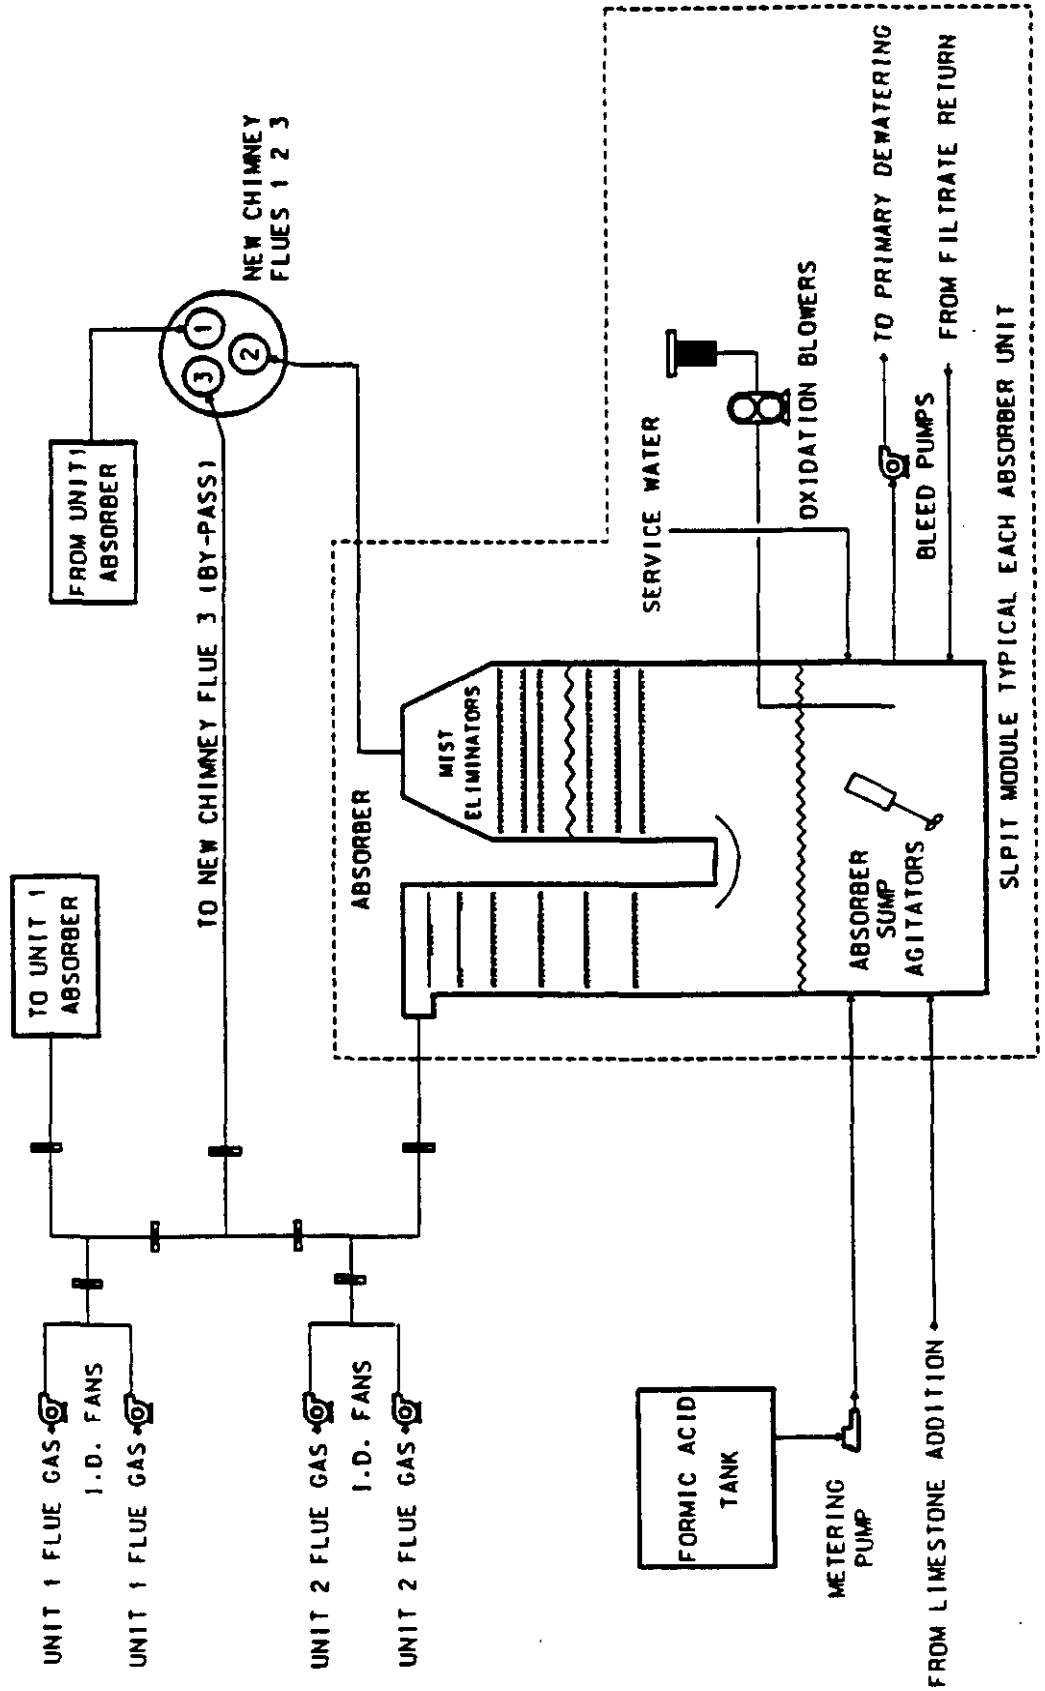 UNIT 1 FLUE GAS
I.D. FANS
UNIT 1 FLUE GAS
UNIT 2 FLUE GAS
I.D. FANS
UNIT 2 FLUE GAS
TO UNIT 1
ABSORBER
FROM UNIT1
ABSORBER
TO NEW CHIMNEY FLUE 3 (BY-PASS)
1
3
2
NEW CHIMNEY
FLUES 1 2 3
ABSORBER
MIST
ELIMINATORS
SERVICE WATER
OXIDATION BLOWERS
TO PRIMARY DEWATERING
BLEED PUMPS
FROM FILTRATE RETURN
ABSORBER
SUMP
AGITATORS
FORMIC ACID
TANK
METERING
PUMP
FROM LIMESTONE ADDITION
SLPIT MODULE TYPICAL EACH ABSORBER UNIT